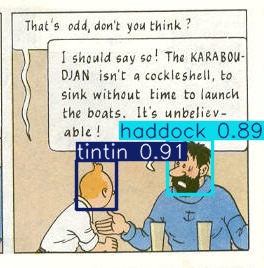 That's odd, don't you think?
I should say so! The KARABOU-
DJAN isn't a cockleshell, to
sink without time to launch
the boats. It's unbeliev-
able!
haddock 0.89
tintin 0.91